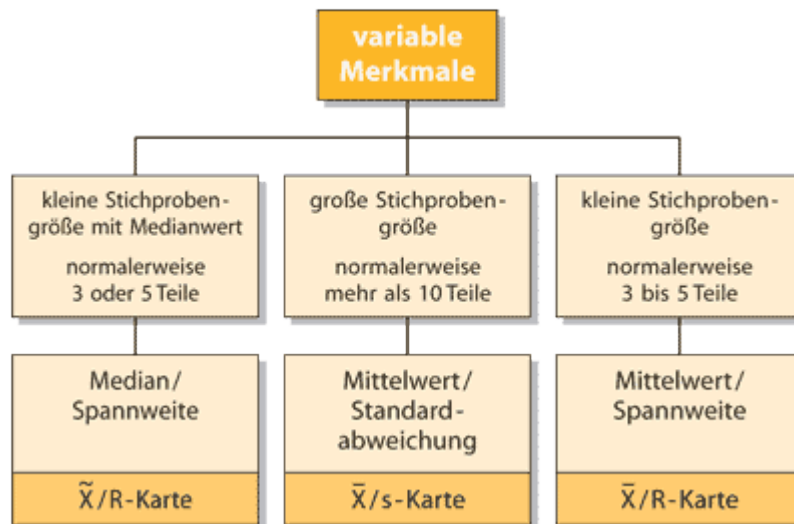 variable
Merkmale
kleine Stichproben-
größe mit Medianwert
normalerweise
3 oder 5 Teile
große Stichproben-
größe
normalerweise
mehr als 10 Teile
kleine Stichproben-
größe
normalerweise
3 bis 5 Teile
Median/
Spannweite
X̃/R-Karte
Mittelwert/
Standard-
abweichung
X̄/s-Karte
Mittelwert/
Spannweite
X̄/R-Karte